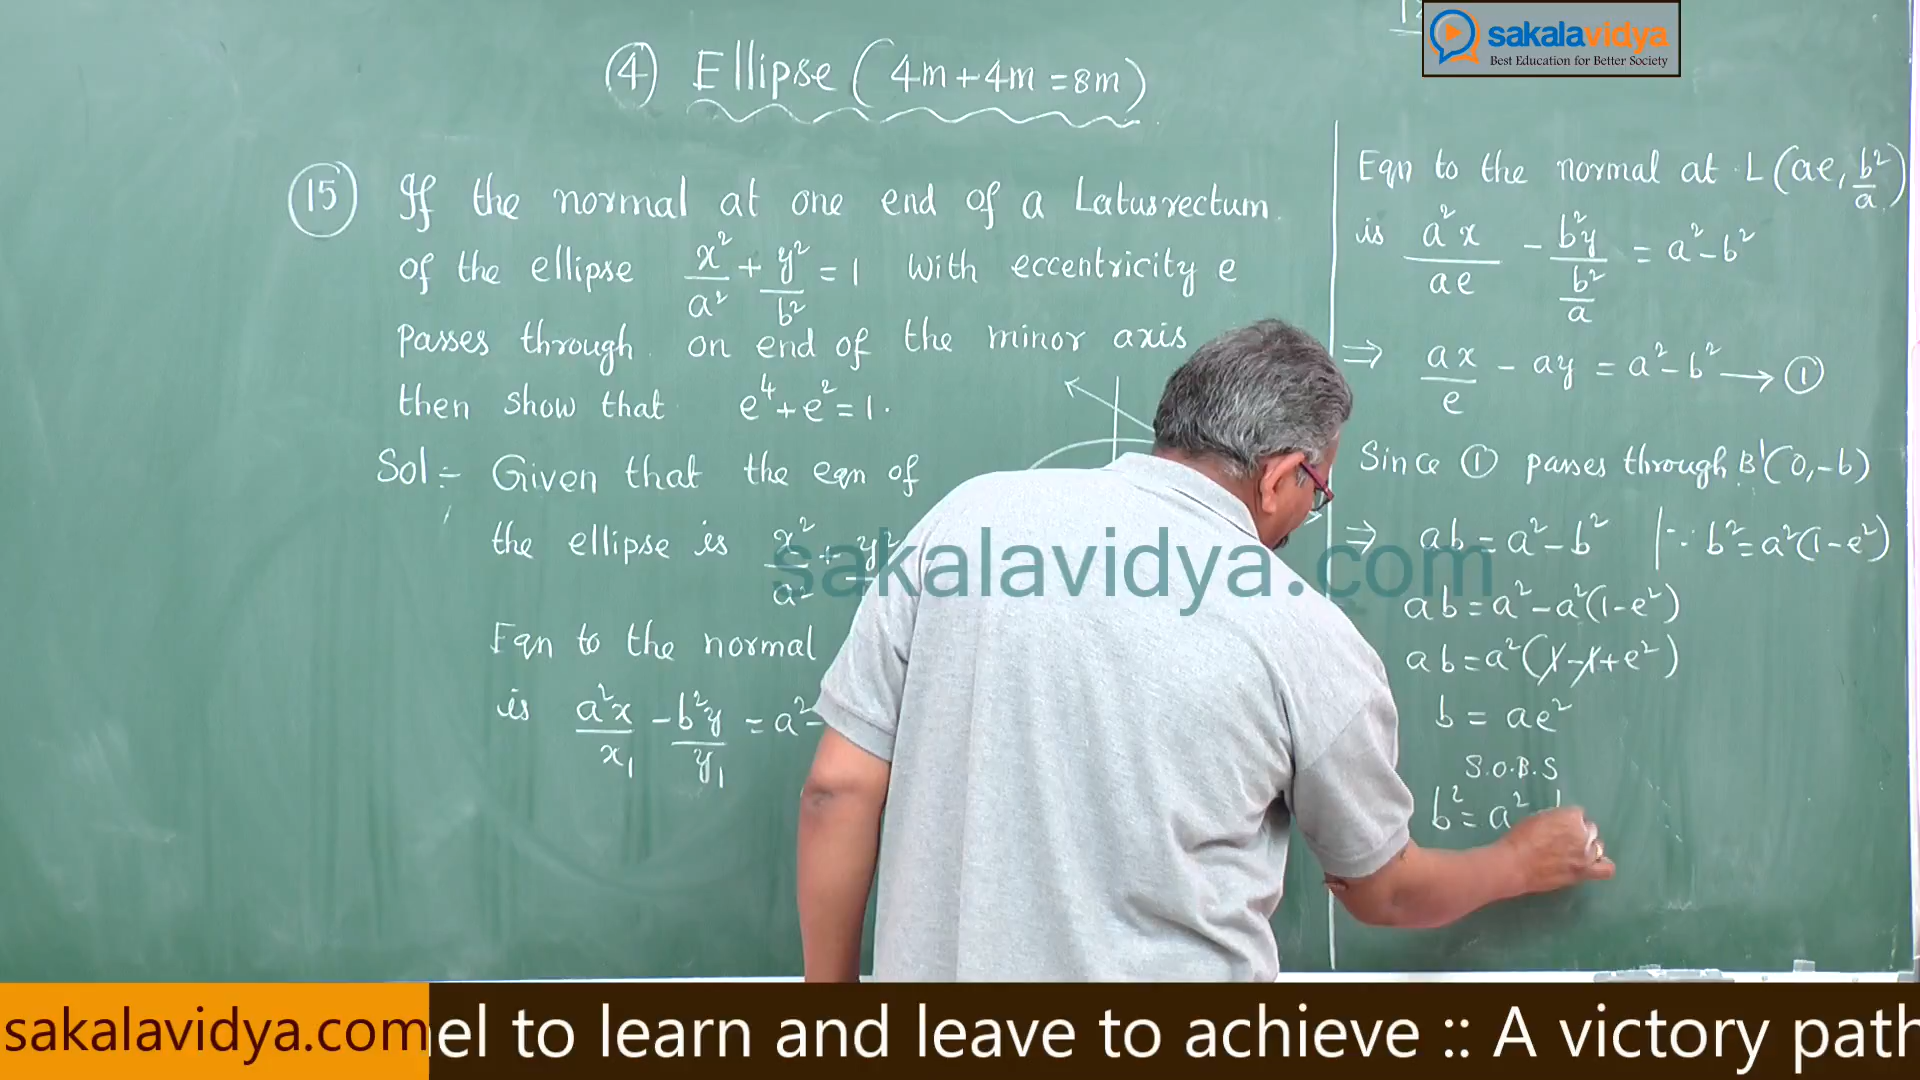 ④ Ellipse (4m+4m=8m)
⑮ If the normal at one end of a Latusrectum
of the ellipse x²/a² + y²/b² = 1 with eccentricity e
passes through on end of the minor axis
then show that e⁴+e²=1.
Sol:- Given that the eqn of
the ellipse is x²/a² + y²
Eqn to the normal
is a²x/x₁ - b²y/y₁ = a²-
Eqn to the normal at L(ae, b²/a)
is a²x/ae - b²y/(b²/a) = a²-b²
⇒ ax/e - ay = a²-b² → ①
Since ① passes through B'(0,-b)
⇒ ab = a²-b² | ∵ b²=a²(1-e²)
ab = a²-a²(1-e²)
ab = a²(1-1+e²)
b = ae²
S.O.B.S
b² = a²
sakalavidya
Best Education for Better Society
sakalavidya.com
sakalavidya.com
el to learn and leave to achieve :: A victory path